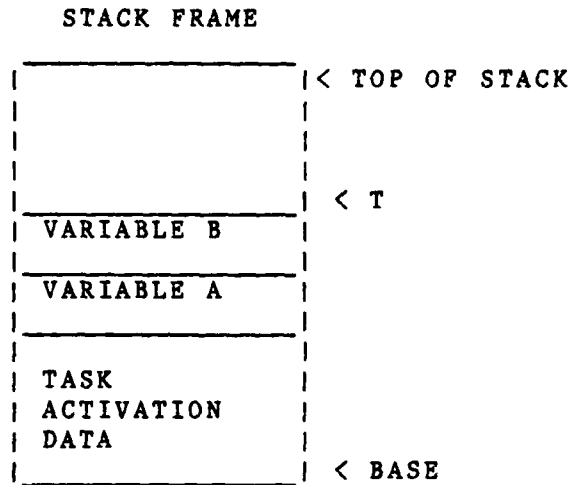 STACK FRAME
< TOP OF STACK
< T
VARIABLE B
VARIABLE A
TASK
ACTIVATION
DATA
< BASE